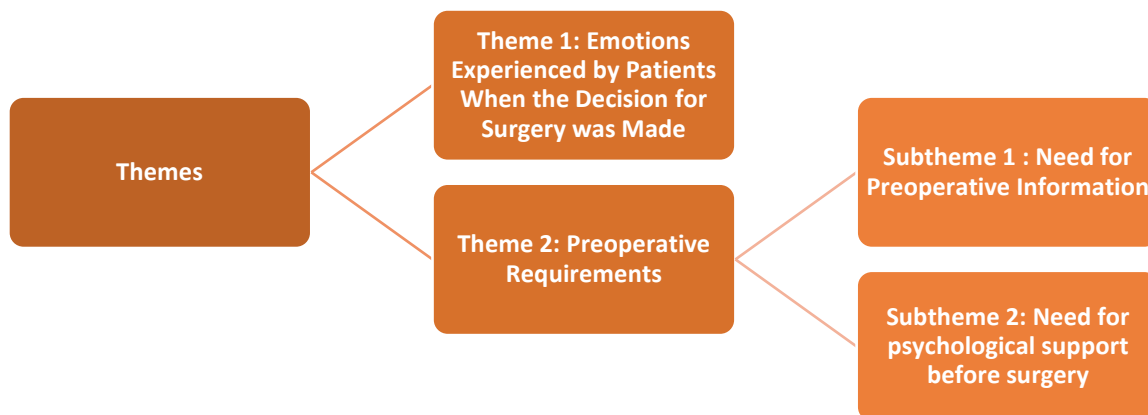 Themes
Theme 1: Emotions
Experienced by Patients
When the Decision for
Surgery was Made
Theme 2: Preoperative
Requirements
Subtheme 1 : Need for
Preoperative Information
Subtheme 2: Need for
psychological support
before surgery